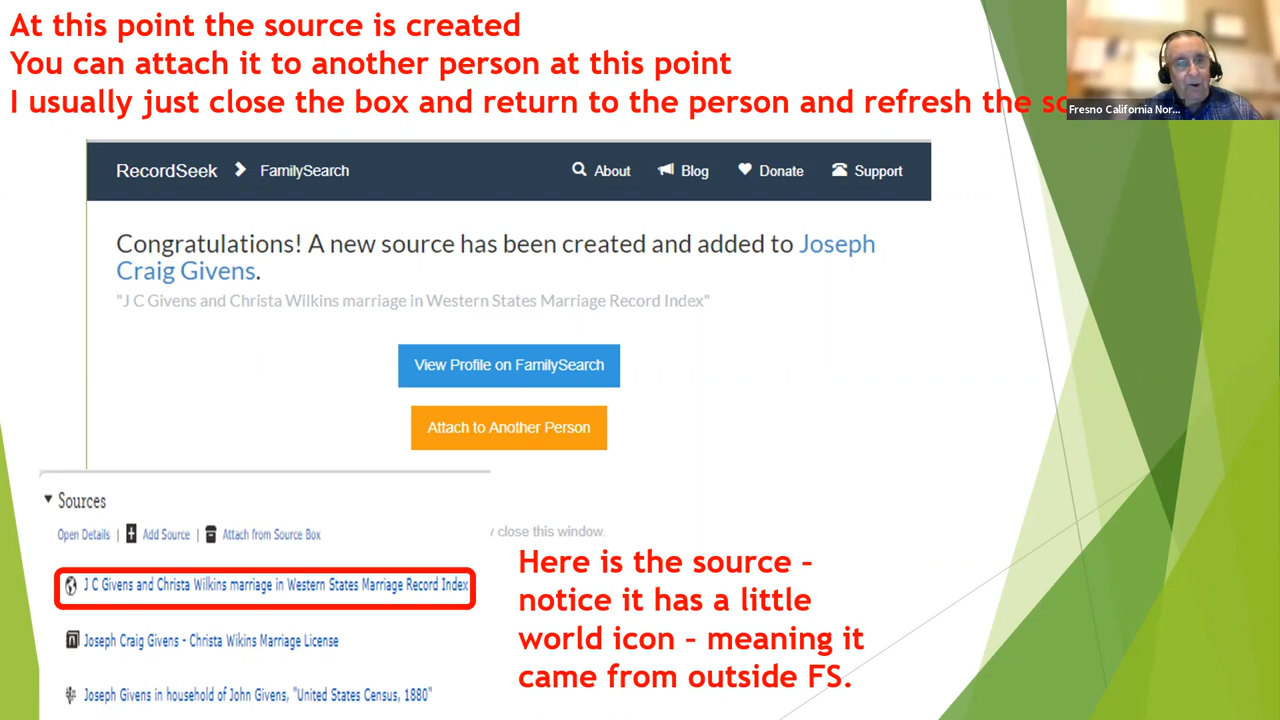 At this point the source is created
You can attach it to another person at this point
I usually just close the box and return to the person and refresh the
Fresno California Nor...
RecordSeek FamilySearch About Blog Donate Support
Congratulations! A new source has been created and added to Joseph
Craig Givens.
"J C Givens and Christa Wilkins marriage in Western States Marriage Record Index"
View Profile on FamilySearch
Attach to Another Person
Sources
Open Details | Add Source | Attach from Source Box
close this window.
J C Givens and Christa Wilkins marriage in Western States Marriage Record Index
Joseph Craig Givens - Christa Wikins Marriage License
Joseph Givens in household of John Givens, "United States Census, 1880"
Here is the source –
notice it has a little
world icon – meaning it
came from outside FS.